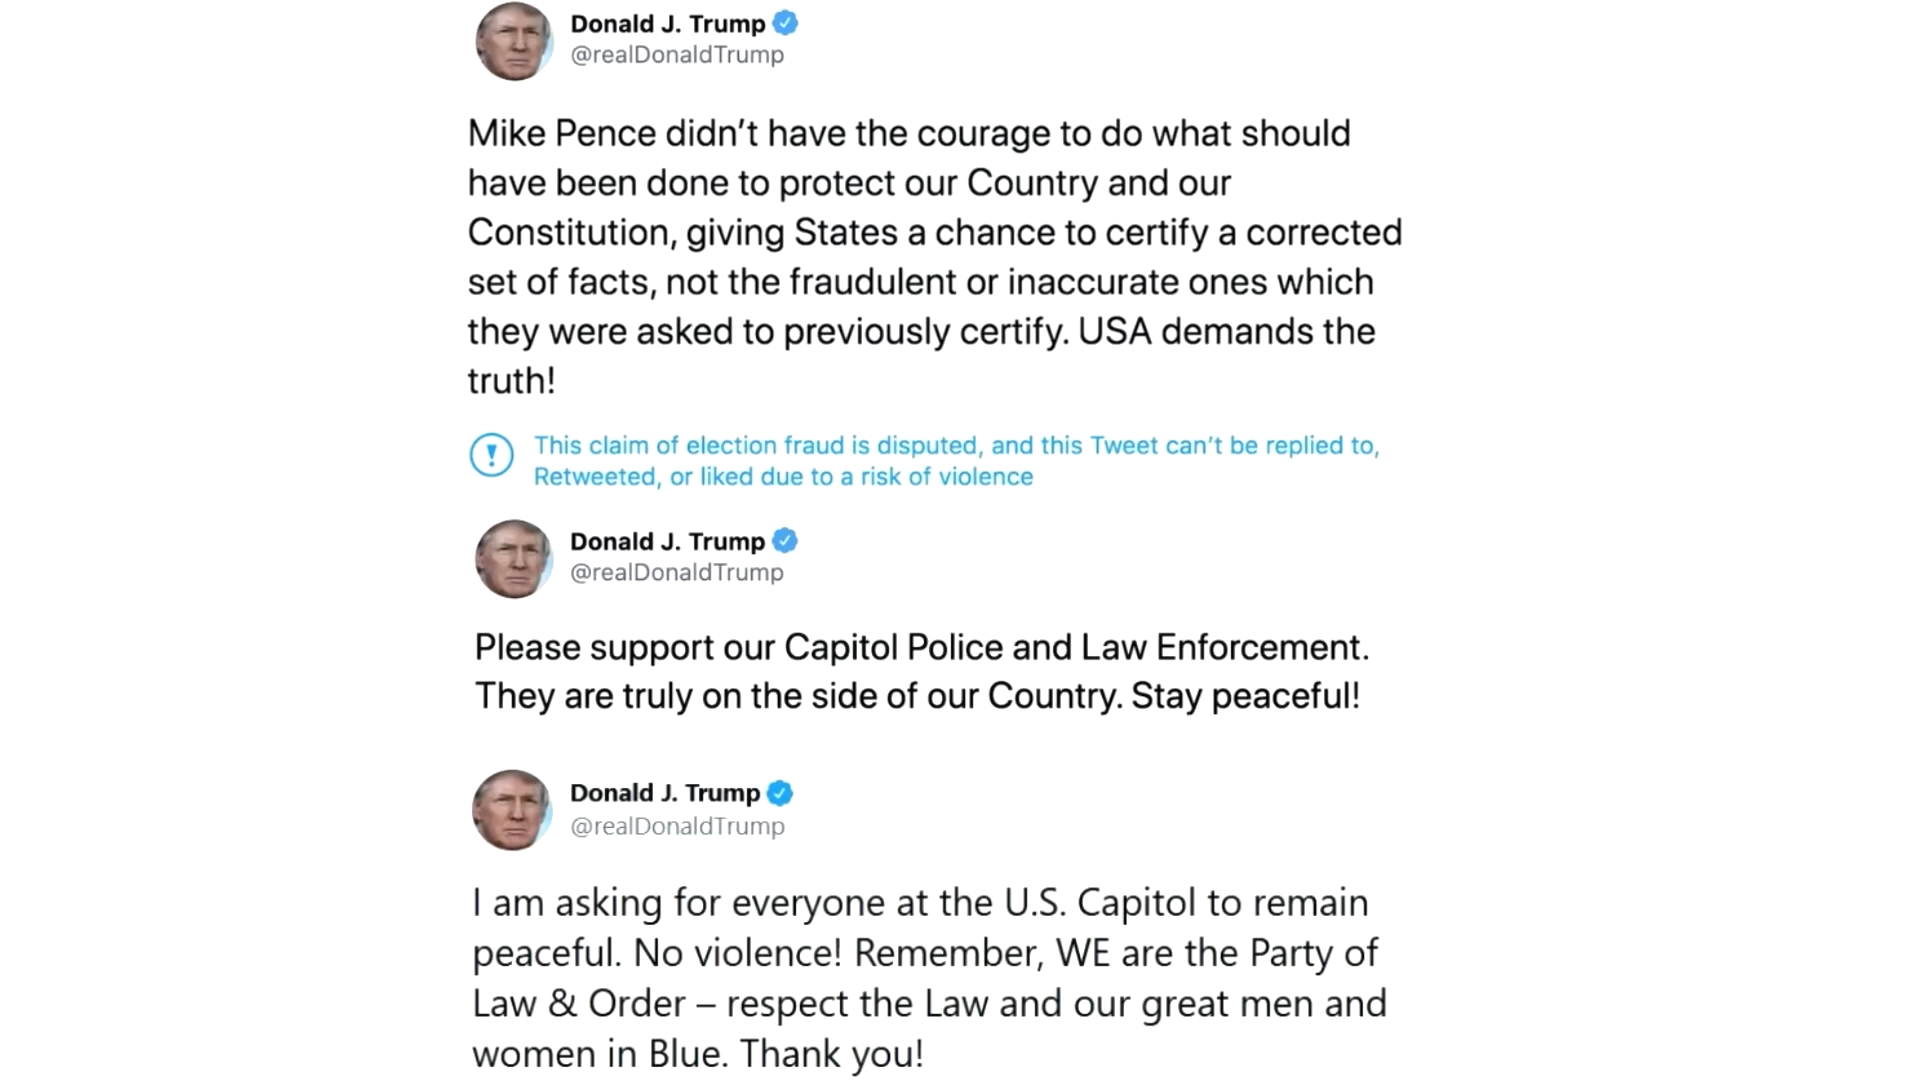 Donald J. Trump
@realDonaldTrump
Mike Pence didn’t have the courage to do what should
have been done to protect our Country and our
Constitution, giving States a chance to certify a corrected
set of facts, not the fraudulent or inaccurate ones which
they were asked to previously certify. USA demands the
truth!
This claim of election fraud is disputed, and this Tweet can’t be replied to,
Retweeted, or liked due to a risk of violence
Donald J. Trump
@realDonaldTrump
Please support our Capitol Police and Law Enforcement.
They are truly on the side of our Country. Stay peaceful!
Donald J. Trump
@realDonaldTrump
I am asking for everyone at the U.S. Capitol to remain
peaceful. No violence! Remember, WE are the Party of
Law & Order – respect the Law and our great men and
women in Blue. Thank you!